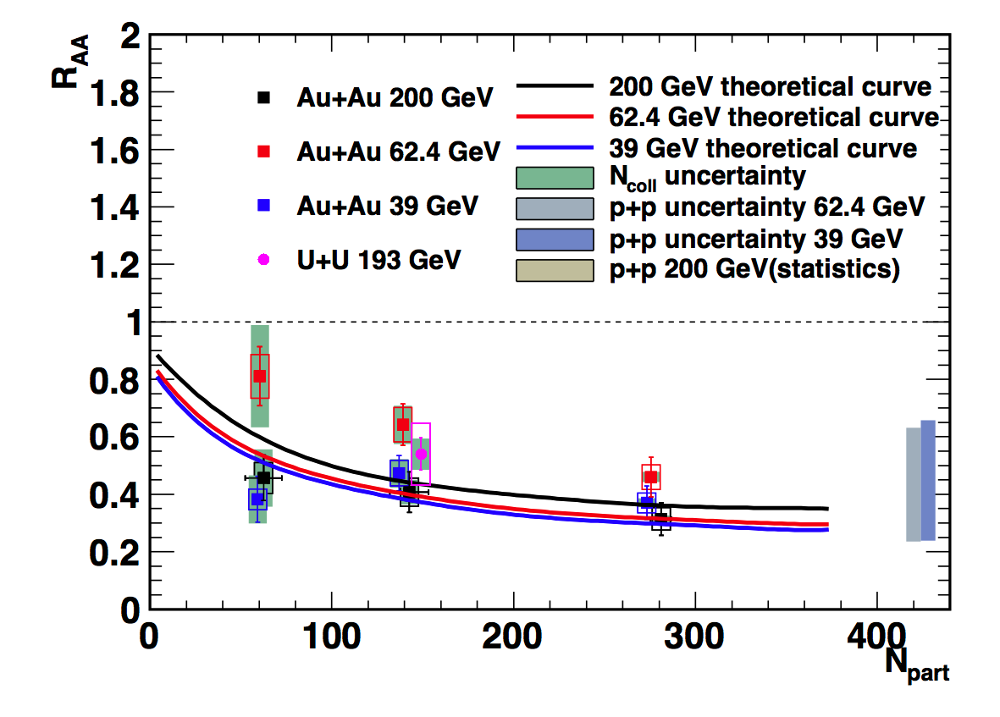 R_AA
2
1.8
1.6
1.4
1.2
1
0.8
0.6
0.4
0.2
0
Au+Au 200 GeV
Au+Au 62.4 GeV
Au+Au 39 GeV
U+U 193 GeV
200 GeV theoretical curve
62.4 GeV theoretical curve
39 GeV theoretical curve
N_coll uncertainty
p+p uncertainty 62.4 GeV
p+p uncertainty 39 GeV
p+p 200 GeV(statistics)
0 100 200 300 400
N_part